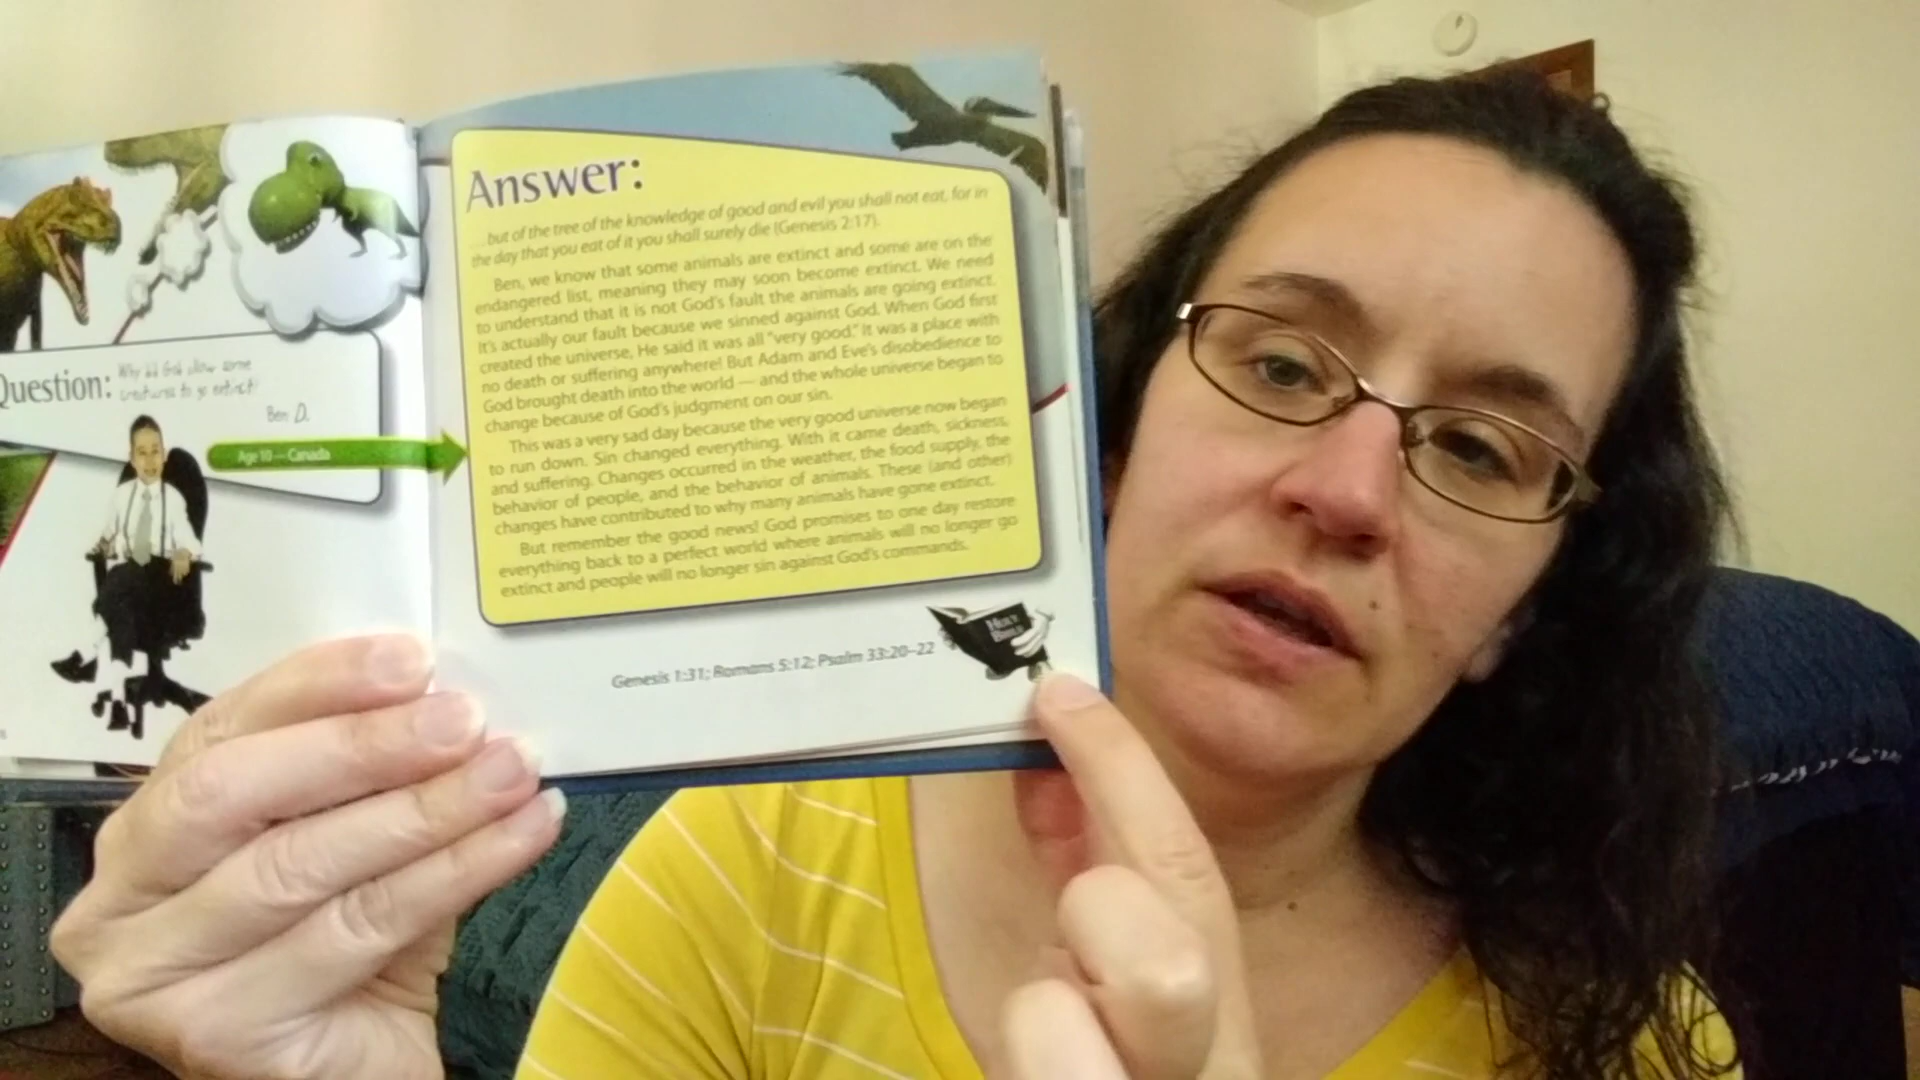 Question: Why did God allow some
creatures to go extinct?
Ben D.
Age 10 — Canada
Answer:
...but of the tree of the knowledge of good and evil you shall not eat, for in
the day that you eat of it you shall surely die (Genesis 2:17).
Ben, we know that some animals are extinct and some are on the
endangered list, meaning they may soon become extinct. We need
to understand that it is not God's fault the animals are going extinct.
It's actually our fault because we sinned against God. When God first
created the universe, He said it was all "very good." It was a place with
no death or suffering anywhere! But Adam and Eve's disobedience to
God brought death into the world — and the whole universe began to
change because of God's judgment on our sin.
This was a very sad day because the very good universe now began
to run down. Sin changed everything. With it came death, sickness,
and suffering. Changes occurred in the weather, the food supply, the
behavior of people, and the behavior of animals. These (and other)
changes have contributed to why many animals have gone extinct.
But remember the good news! God promises to one day restore
everything back to a perfect world where animals will no longer go
extinct and people will no longer sin against God's commands.
Genesis 1:31; Romans 5:12; Psalm 33:20–22
Holy
Bible